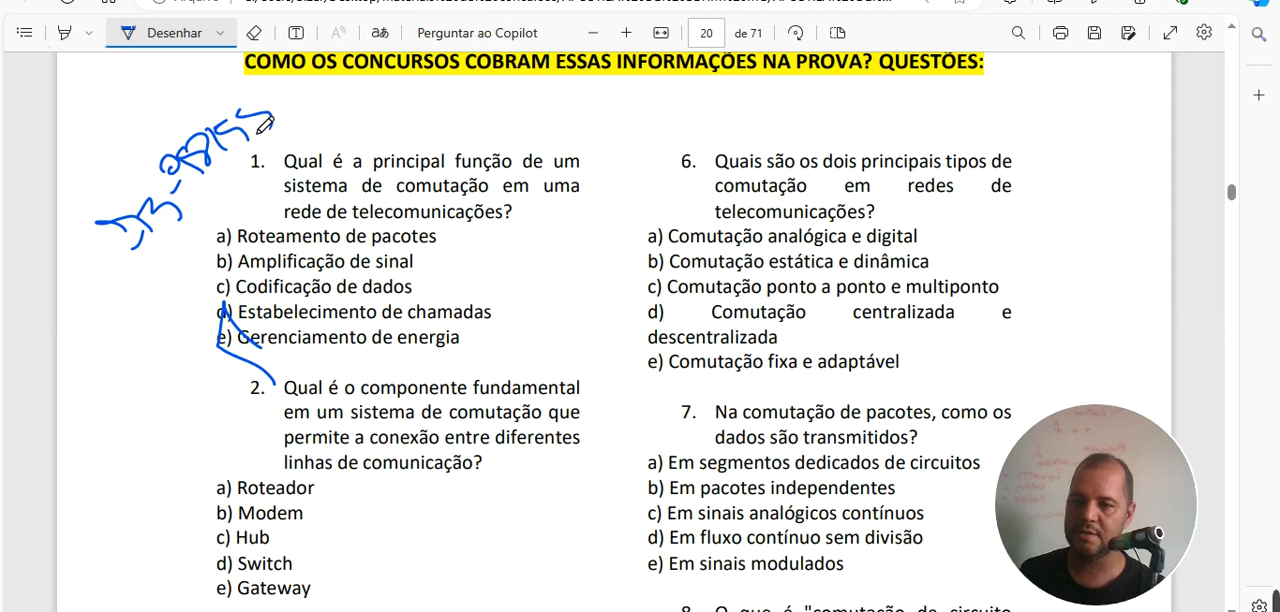 Desenhar
Perguntar ao Copilot
20
de 71
COMO OS CONCURSOS COBRAM ESSAS INFORMAÇÕES NA PROVA? QUESTÕES:
1. Qual é a principal função de um
sistema de comutação em uma
rede de telecomunicações?
a) Roteamento de pacotes
b) Amplificação de sinal
c) Codificação de dados
d) Estabelecimento de chamadas
e) Gerenciamento de energia
2. Qual é o componente fundamental
em um sistema de comutação que
permite a conexão entre diferentes
linhas de comunicação?
a) Roteador
b) Modem
c) Hub
d) Switch
e) Gateway
6. Quais são os dois principais tipos de
comutação em redes de
telecomunicações?
a) Comutação analógica e digital
b) Comutação estática e dinâmica
c) Comutação ponto a ponto e multiponto
d) Comutação centralizada e
descentralizada
e) Comutação fixa e adaptável
7. Na comutação de pacotes, como os
dados são transmitidos?
a) Em segmentos dedicados de circuitos
b) Em pacotes independentes
c) Em sinais analógicos contínuos
d) Em fluxo contínuo sem divisão
e) Em sinais modulados
8. O que é "comutação de circuito